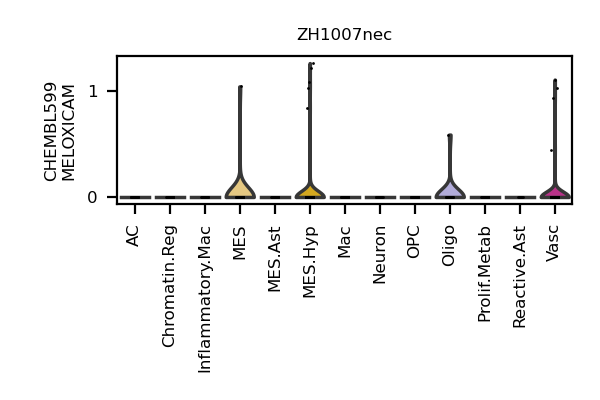 ZH1007nec
CHEMBL599
MELOXICAM
1
0
AC
Chromatin.Reg
Inflammatory.Mac
MES
MES.Ast
MES.Hyp
Mac
Neuron
OPC
Oligo
Prolif.Metab
Reactive.Ast
Vasc